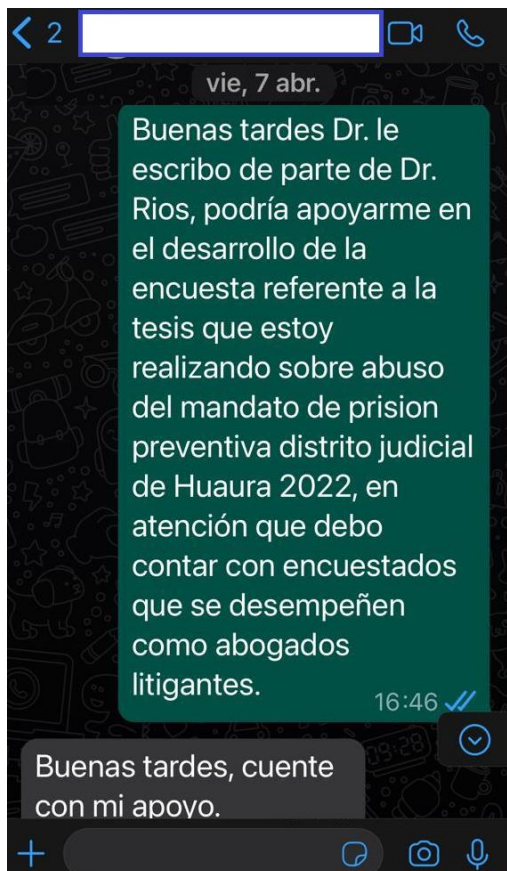 2
vie, 7 abr.
Buenas tardes Dr. le
escribo de parte de Dr.
Rios, podría apoyarme en
el desarrollo de la
encuesta referente a la
tesis que estoy
realizando sobre abuso
del mandato de prision
preventiva distrito judicial
de Huaura 2022, en
atención que debo
contar con encuestados
que se desempeñen
como abogados
litigantes.
16:46
Buenas tardes, cuente
con mi apoyo.